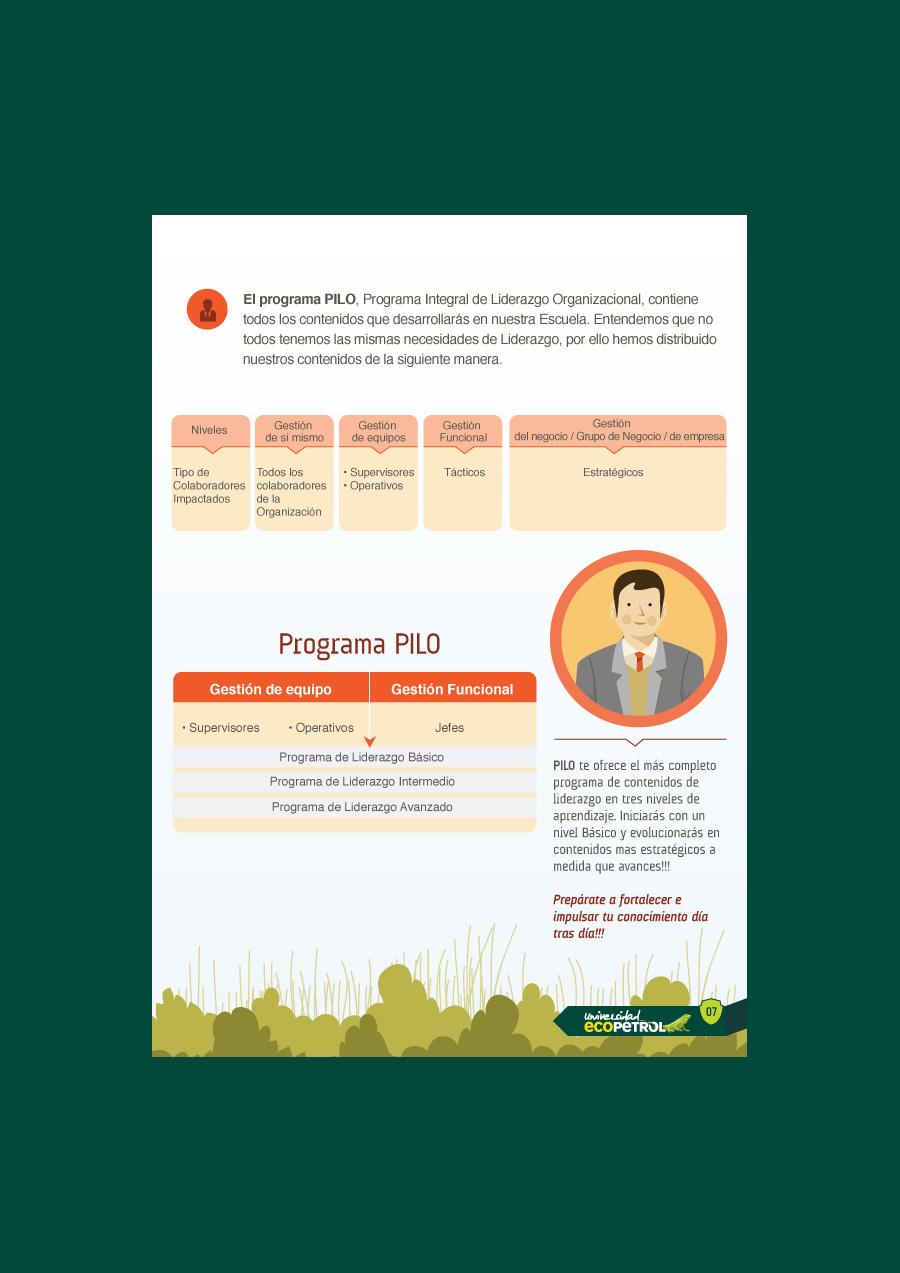 El programa PILO, Programa Integral de Liderazgo Organizacional, contiene
todos los contenidos que desarrollarás en nuestra Escuela. Entendemos que no
todos tenemos las mismas necesidades de Liderazgo, por ello hemos distribuido
nuestros contenidos de la siguiente manera.
Niveles
Tipo de
Colaboradores
Impactados
Gestión
de si mismo
Todos los
colaboradores
de la
Organización
Gestión
de equipos
• Supervisores
• Operativos
Gestión
Funcional
Tácticos
Gestión
del negocio / Grupo de Negocio / de empresa
Estratégicos
Programa PILO
Gestión de equipo
Gestión Funcional
• Supervisores
• Operativos
Jefes
Programa de Liderazgo Básico
Programa de Liderazgo Intermedio
Programa de Liderazgo Avanzado
PILO te ofrece el más completo
programa de contenidos de
liderazgo en tres niveles de
aprendizaje. Iniciarás con un
nivel Básico y evolucionarás en
contenidos mas estratégicos a
medida que avances!!!
Prepárate a fortalecer e
impulsar tu conocimiento día
tras día!!!
universidad
ecoPETROL
07